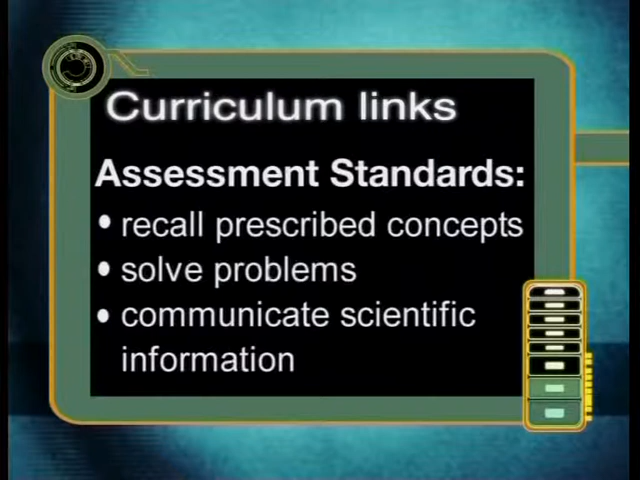 Curriculum links
Assessment Standards:
• recall prescribed concepts
• solve problems
• communicate scientific
information